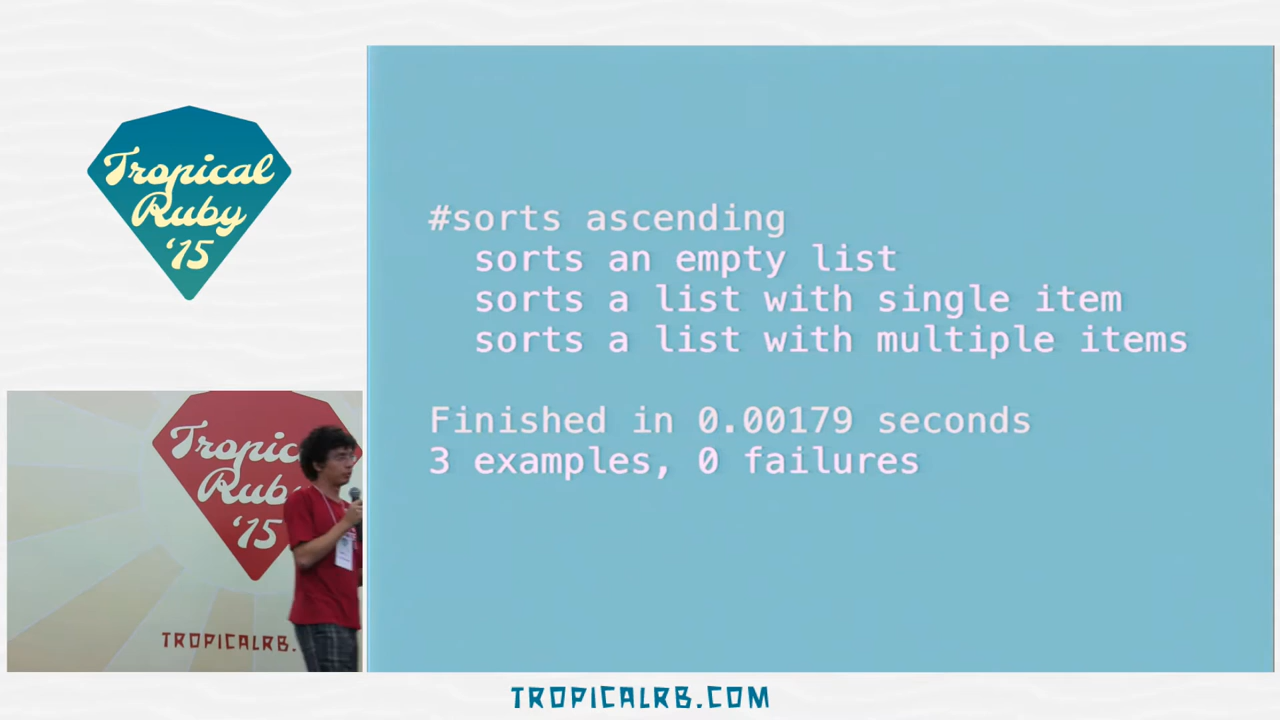 Tropical
Ruby
'15
#sorts ascending
sorts an empty list
sorts a list with single item
sorts a list with multiple items
Finished in 0.00179 seconds
3 examples, 0 failures
Tropic
Rub
'15
TROPICALRB.
TROPICALRB.COM